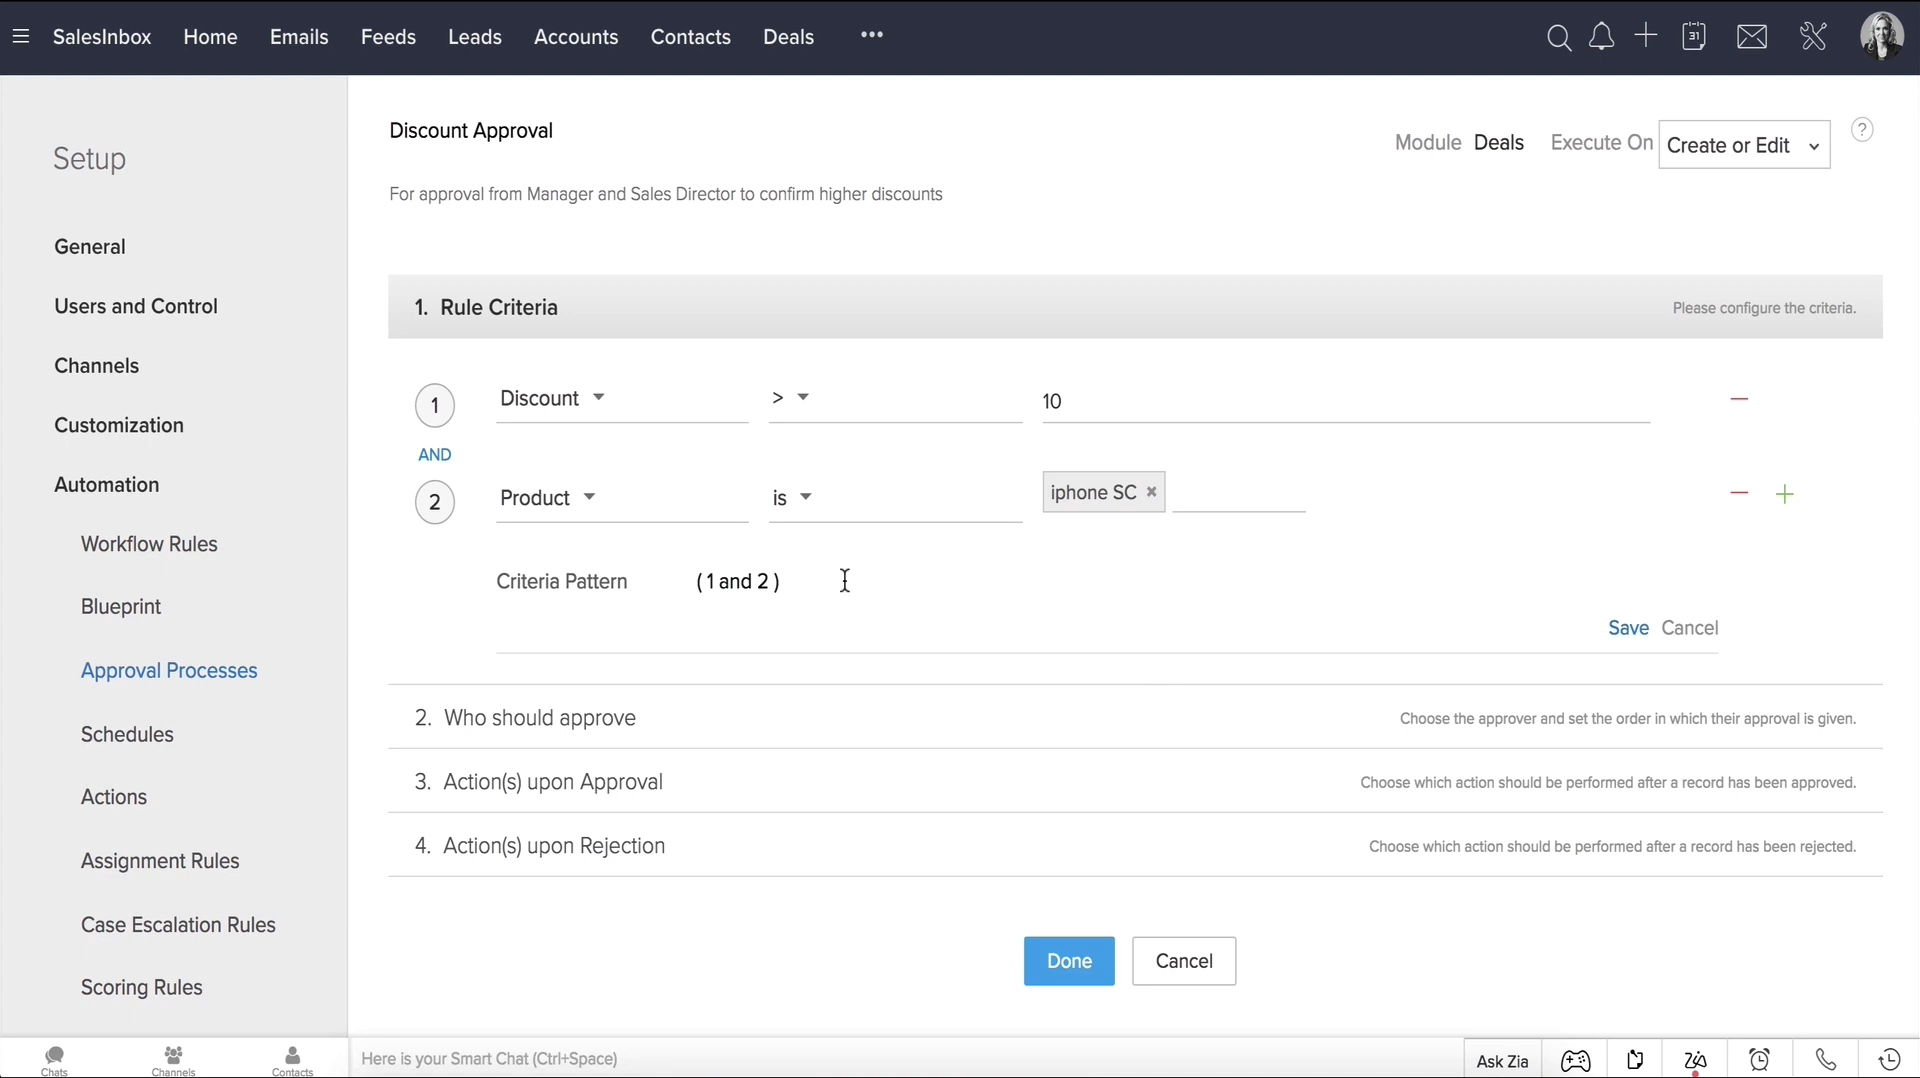 SalesInbox Home Emails Feeds Leads Accounts Contacts Deals •••
31
Setup
General
Users and Control
Channels
Customization
Automation
Workflow Rules
Blueprint
Approval Processes
Schedules
Actions
Assignment Rules
Case Escalation Rules
Scoring Rules
Discount Approval
Module Deals Execute On Create or Edit ?
For approval from Manager and Sales Director to confirm higher discounts
1. Rule Criteria Please configure the criteria.
1 Discount > 10
AND
2 Product is iphone SC ×
Criteria Pattern ( 1 and 2 )
Save Cancel
2. Who should approve Choose the approver and set the order in which their approval is given.
3. Action(s) upon Approval Choose which action should be performed after a record has been approved.
4. Action(s) upon Rejection Choose which action should be performed after a record has been rejected.
Done Cancel
Chats Channels Contacts Here is your Smart Chat (Ctrl+Space) Ask Zia